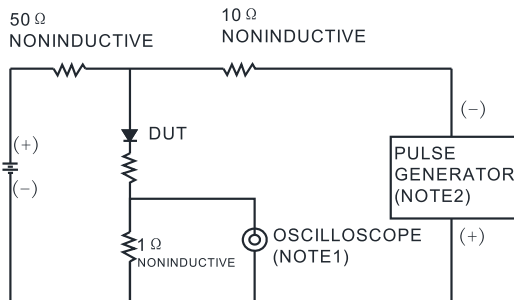 50 Ω
NONINDUCTIVE
10 Ω
NONINDUCTIVE
(−)
DUT
(+)
(−)
PULSE
GENERATOR
(NOTE2)
(+)
1 Ω
NONINDUCTIVE
OSCILLOSCOPE
(NOTE1)